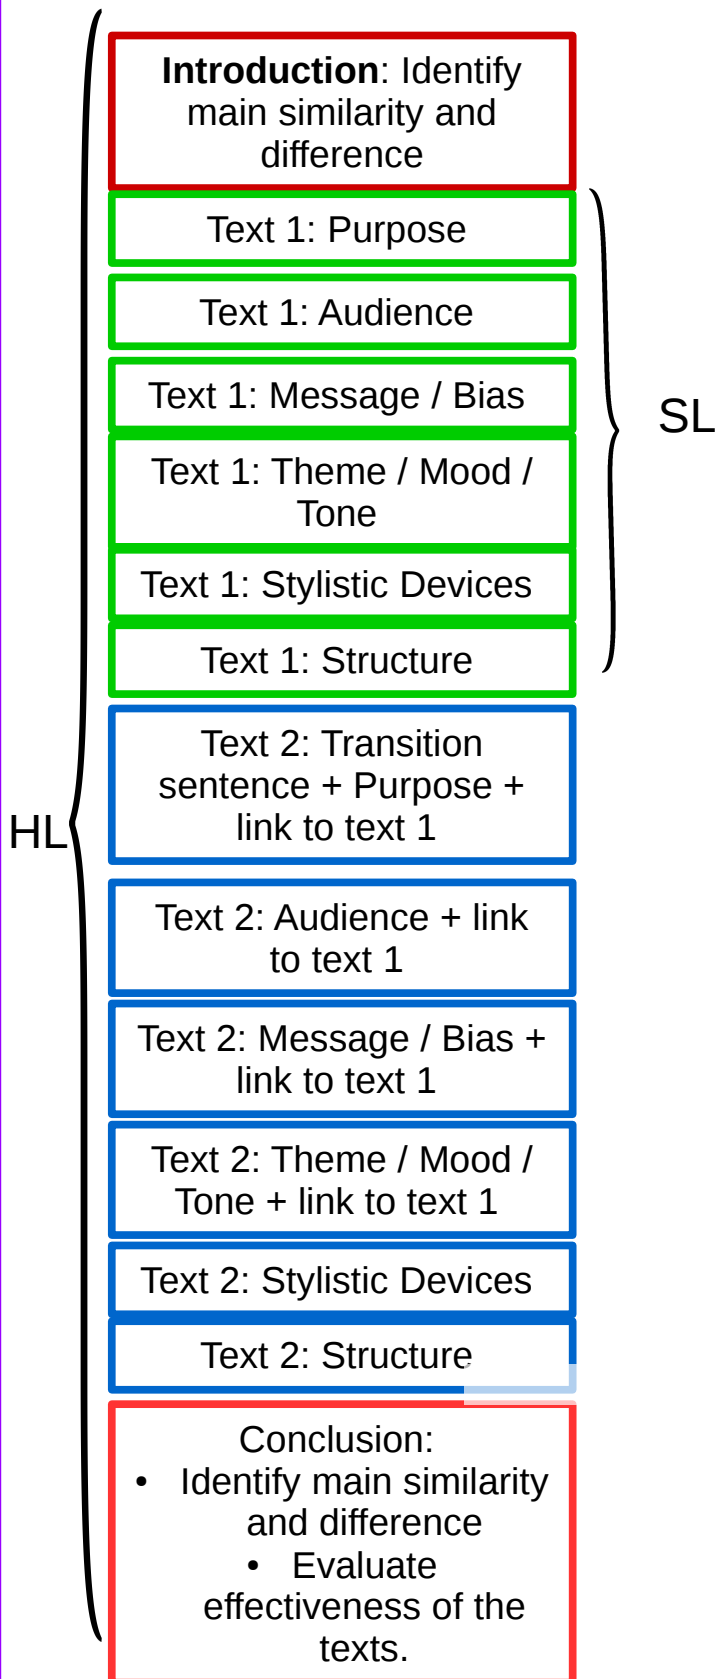 Introduction: Identify
main similarity and
difference
Text 1: Purpose
Text 1: Audience
Text 1: Message / Bias
SL
Text 1: Theme / Mood /
Tone
Text 1: Stylistic Devices
Text 1: Structure
Text 2: Transition
sentence + Purpose +
link to text 1
HL
Text 2: Audience + link
to text 1
Text 2: Message / Bias +
link to text 1
Text 2: Theme / Mood /
Tone + link to text 1
Text 2: Stylistic Devices
Text 2: Structure
Conclusion:
• Identify main similarity
and difference
• Evaluate
effectiveness of the
texts.